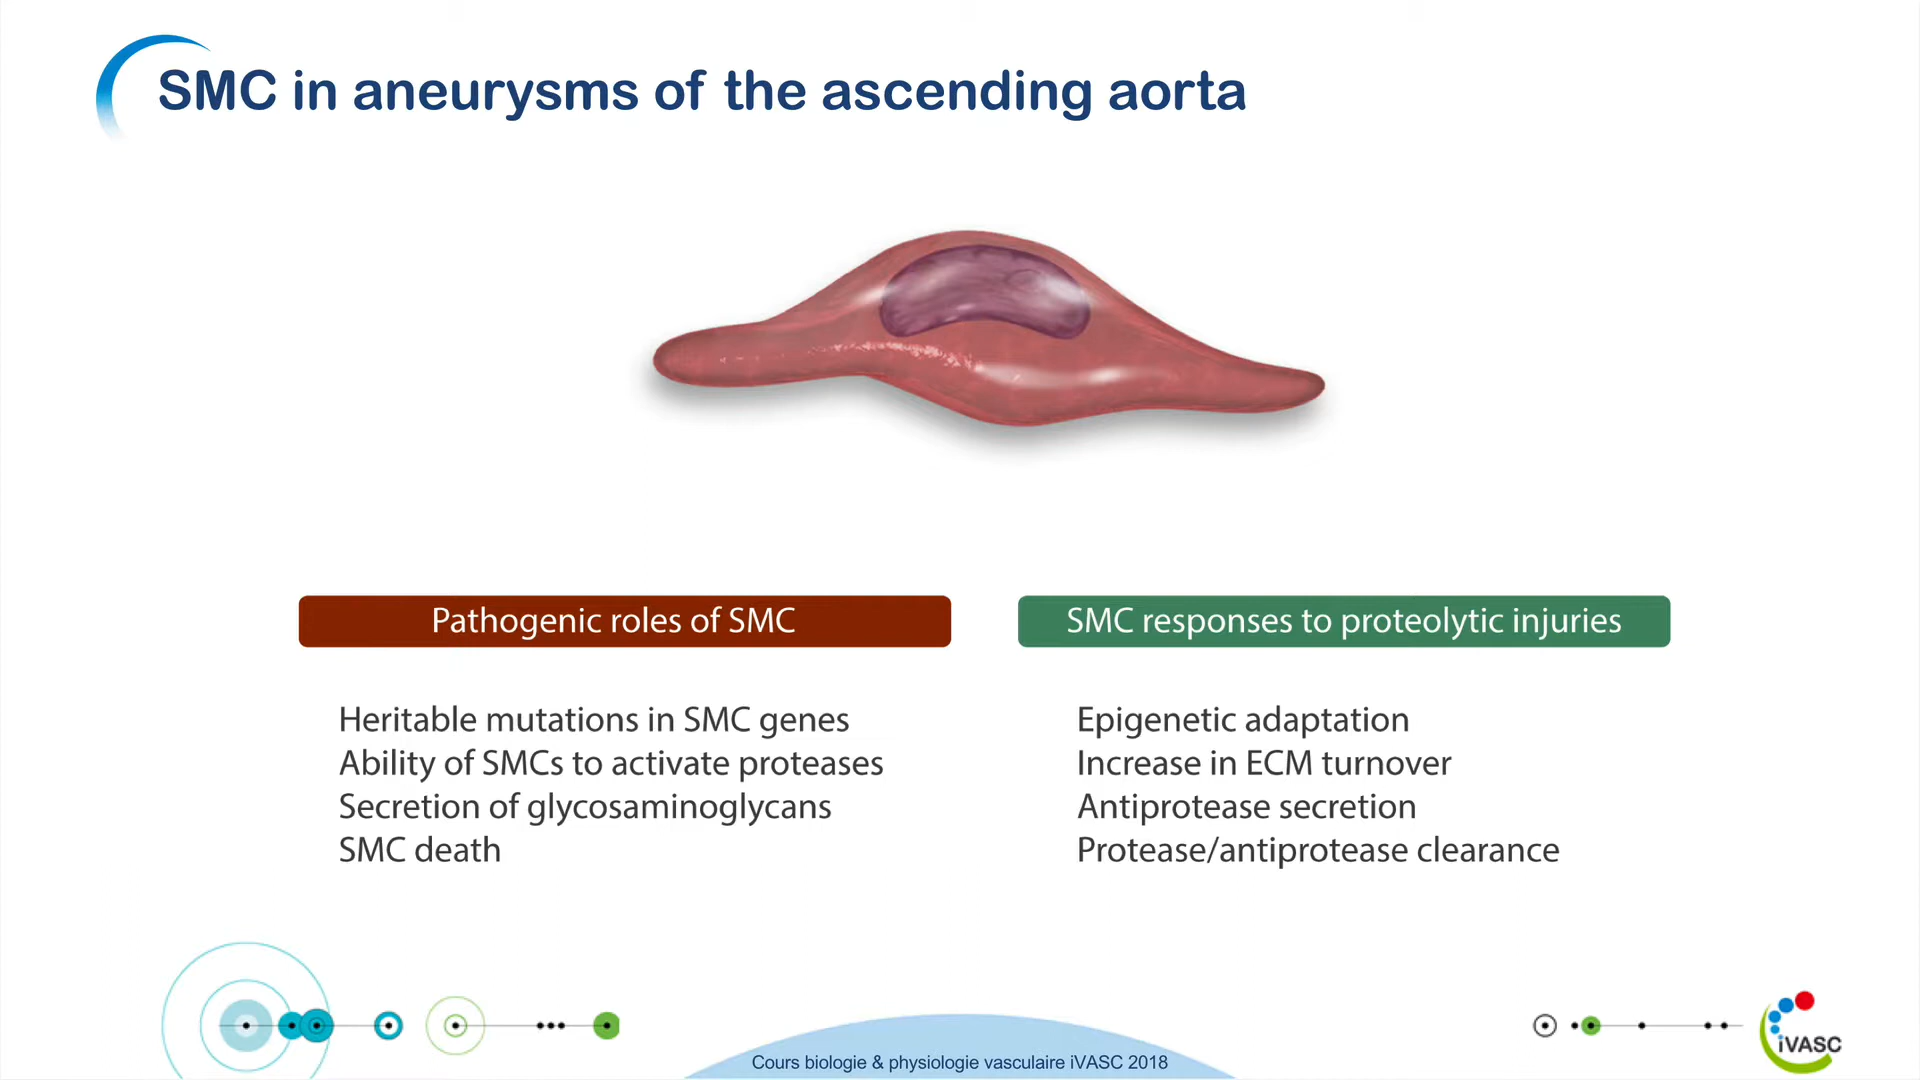 SMC in aneurysms of the ascending aorta
Pathogenic roles of SMC
Heritable mutations in SMC genes
Ability of SMCs to activate proteases
Secretion of glycosaminoglycans
SMC death
SMC responses to proteolytic injuries
Epigenetic adaptation
Increase in ECM turnover
Antiprotease secretion
Protease/antiprotease clearance
Cours biologie & physiologie vasculaire iVASC 2018
iVASC